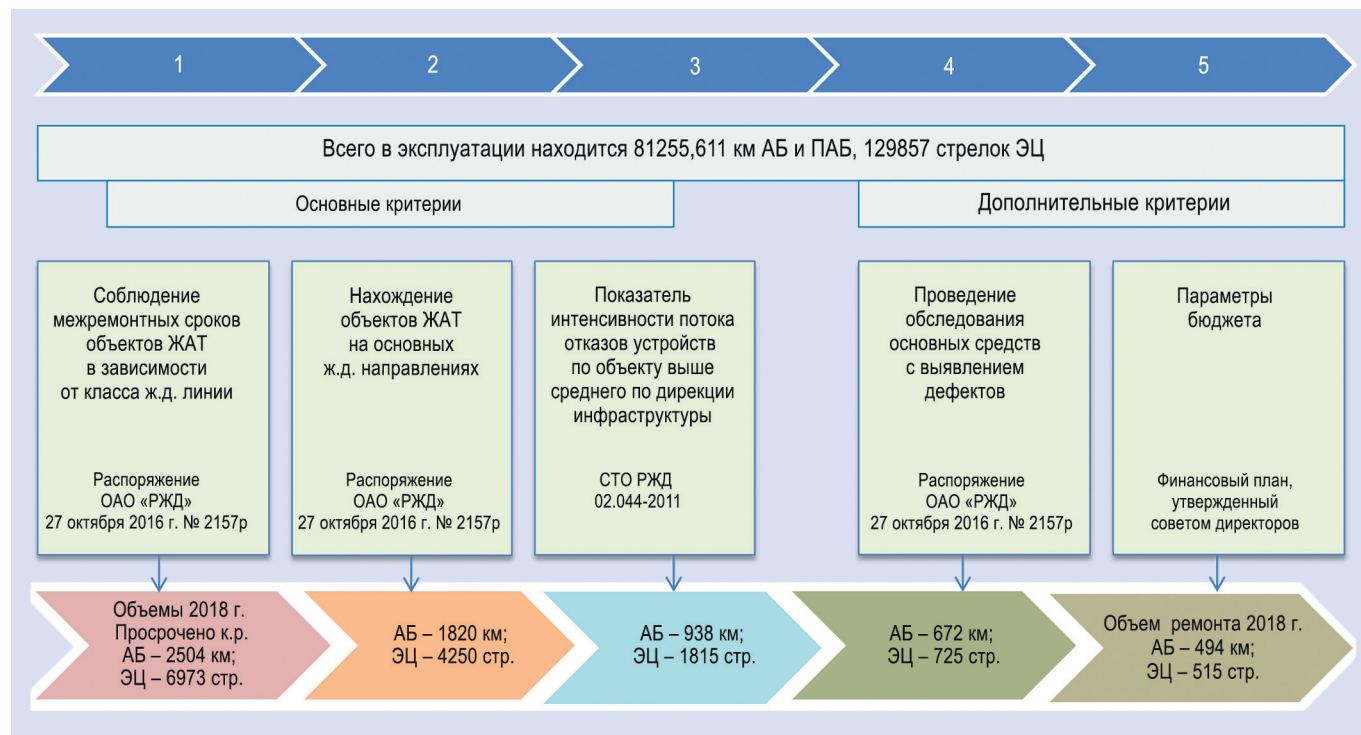 1
2
3
4
5
Всего в эксплуатации находится 81255,611 км АБ и ПАБ, 129857 стрелок ЭЦ
Основные критерии
Дополнительные критерии
Соблюдение
межремонтных сроков
объектов ЖАТ
в зависимости
от класса ж.д. линии
Распоряжение
ОАО «РЖД»
27 октября 2016 г. № 2157р
Нахождение
объектов ЖАТ
на основных
ж.д. направлениях
Распоряжение
ОАО «РЖД»
27 октября 2016 г. № 2157р
Показатель
интенсивности потока
отказов устройств
по объекту выше
среднего по дирекции
инфраструктуры
СТО РЖД
02.044-2011
Проведение
обследования
основных средств
с выявлением
дефектов
Распоряжение
ОАО «РЖД»
27 октября 2016 г. № 2157р
Параметры
бюджета
Финансовый план,
утвержденный
советом директоров
Объемы 2018 г.
Просрочено к.р.
АБ – 2504 км;
ЭЦ – 6973 стр.
АБ – 1820 км;
ЭЦ – 4250 стр.
АБ – 938 км;
ЭЦ – 1815 стр.
АБ – 672 км;
ЭЦ – 725 стр.
Объем ремонта 2018 г.
АБ – 494 км;
ЭЦ – 515 стр.